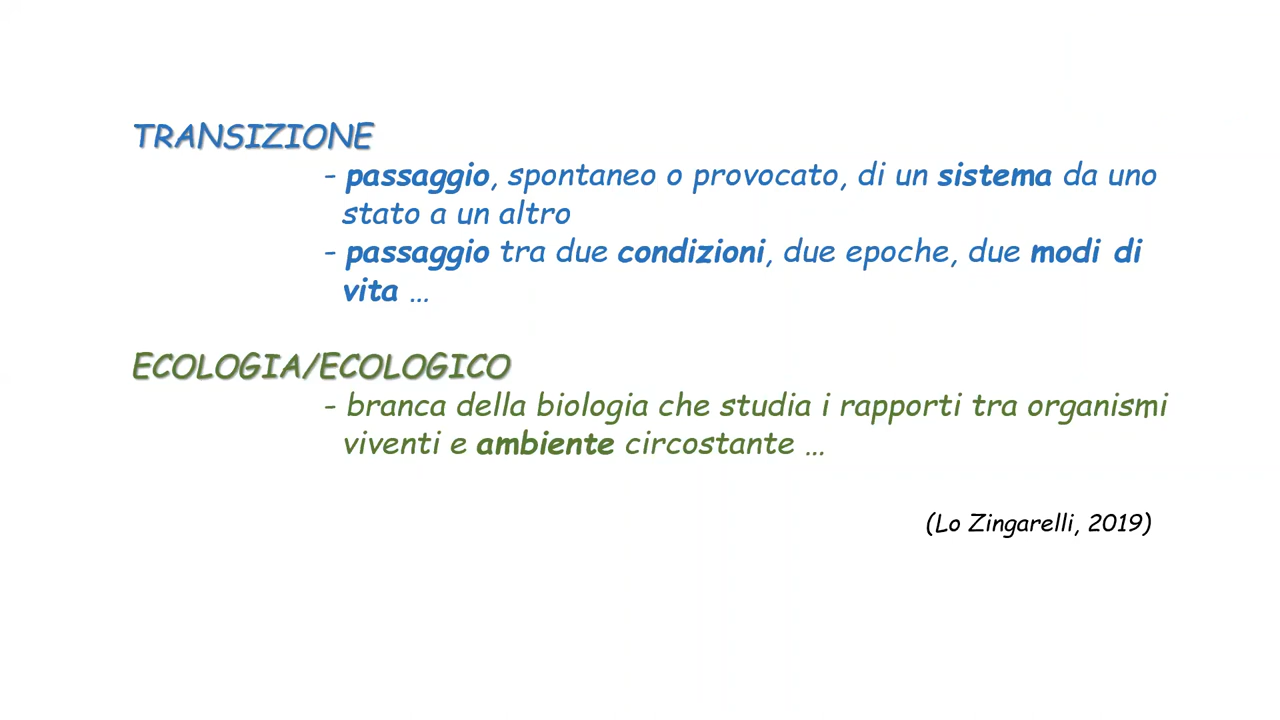 TRANSIZIONE
- passaggio, spontaneo o provocato, di un sistema da uno
stato a un altro
- passaggio tra due condizioni, due epoche, due modi di
vita …
ECOLOGIA/ECOLOGICO
- branca della biologia che studia i rapporti tra organismi
viventi e ambiente circostante …
(Lo Zingarelli, 2019)